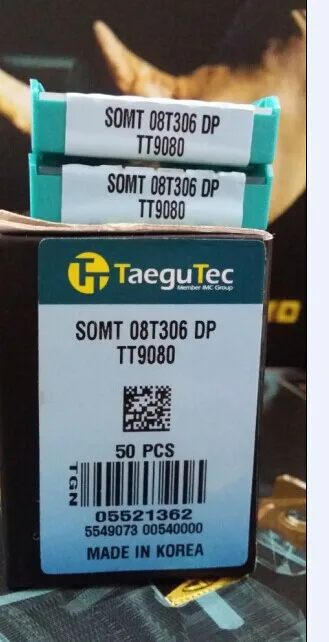 SOMT 08T306 DP
TT9080
SOMT 08T306 DP
TT9080
TaeguTec
Member IMC Group
SOMT 08T306 DP
TT9080
50 PCS
TGN
05521362
5549073 00540000
MADE IN KOREA